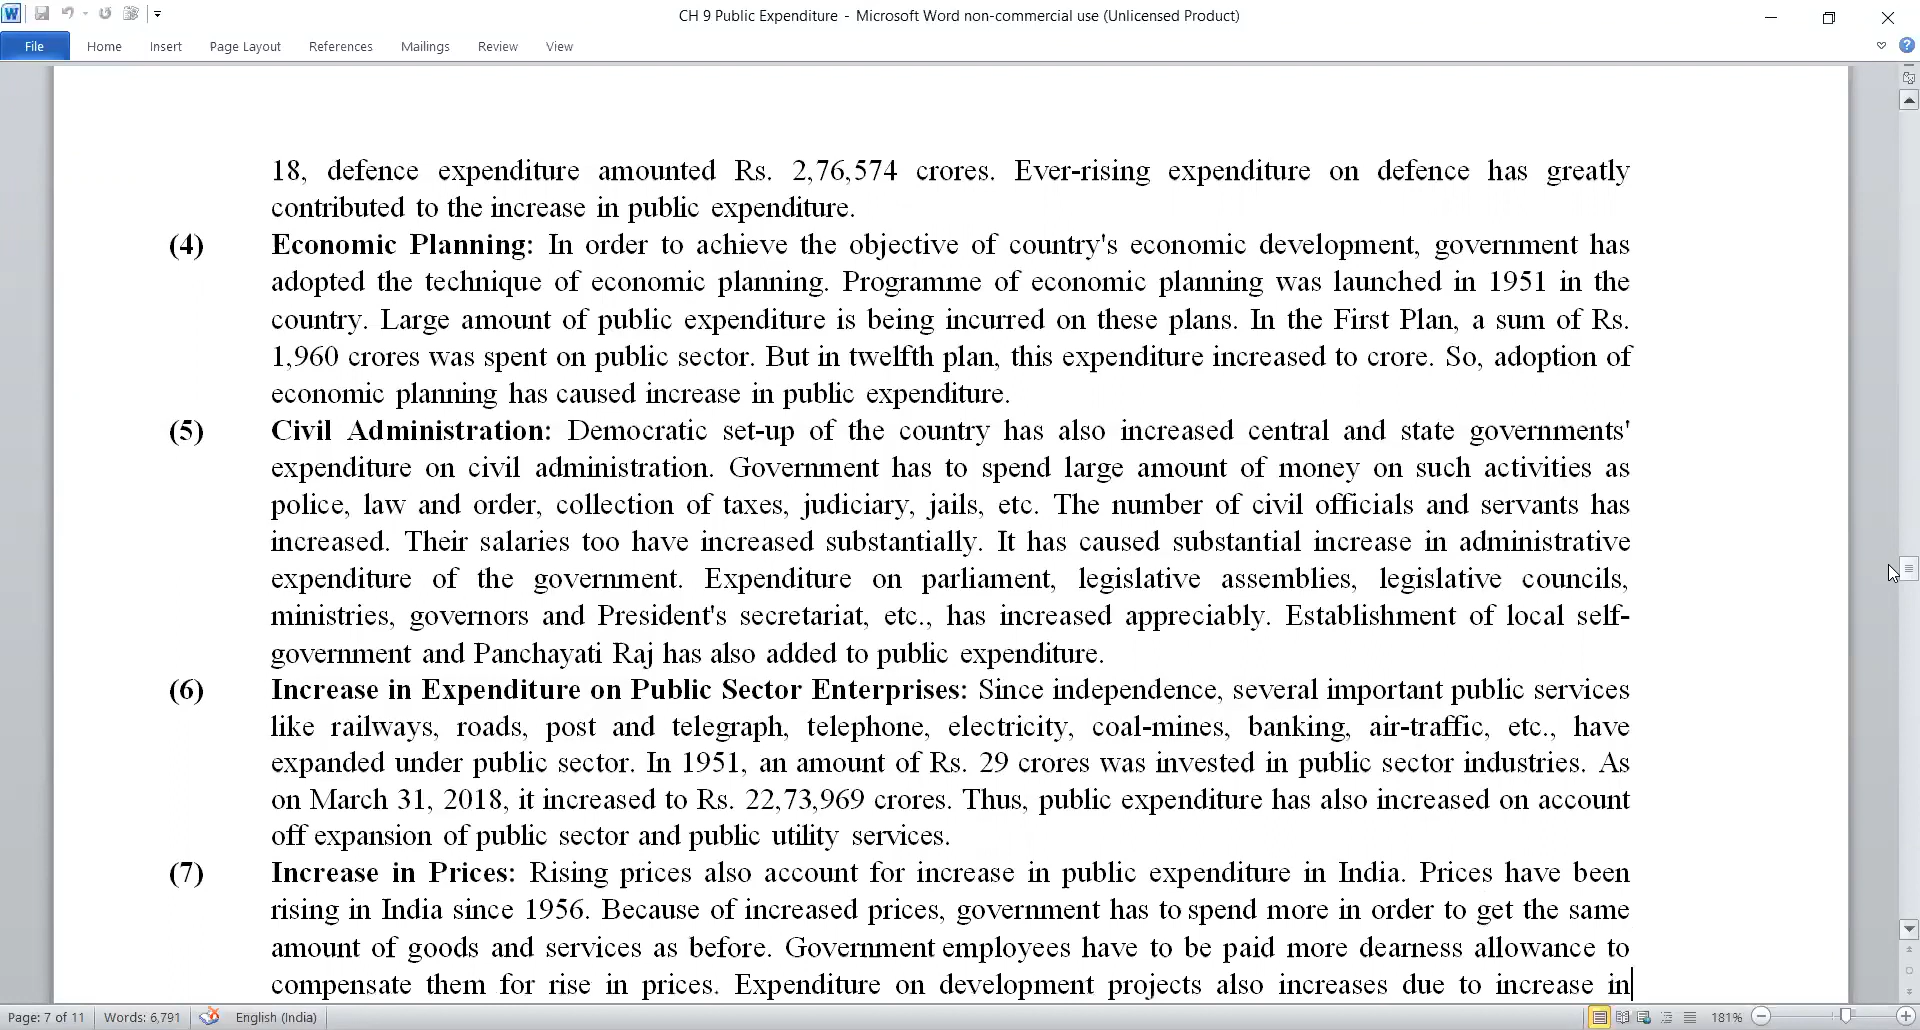 CH 9 Public Expenditure - Microsoft Word non-commercial use (Unlicensed Product)
File Home Insert Page Layout References Mailings Review View
18, defence expenditure amounted Rs. 2,76,574 crores. Ever-rising expenditure on defence has greatly
contributed to the increase in public expenditure.
(4) Economic Planning: In order to achieve the objective of country's economic development, government has
adopted the technique of economic planning. Programme of economic planning was launched in 1951 in the
country. Large amount of public expenditure is being incurred on these plans. In the First Plan, a sum of Rs.
1,960 crores was spent on public sector. But in twelfth plan, this expenditure increased to crore. So, adoption of
economic planning has caused increase in public expenditure.
(5) Civil Administration: Democratic set-up of the country has also increased central and state governments'
expenditure on civil administration. Government has to spend large amount of money on such activities as
police, law and order, collection of taxes, judiciary, jails, etc. The number of civil officials and servants has
increased. Their salaries too have increased substantially. It has caused substantial increase in administrative
expenditure of the government. Expenditure on parliament, legislative assemblies, legislative councils,
ministries, governors and President's secretariat, etc., has increased appreciably. Establishment of local self-
government and Panchayati Raj has also added to public expenditure.
(6) Increase in Expenditure on Public Sector Enterprises: Since independence, several important public services
like railways, roads, post and telegraph, telephone, electricity, coal-mines, banking, air-traffic, etc., have
expanded under public sector. In 1951, an amount of Rs. 29 crores was invested in public sector industries. As
on March 31, 2018, it increased to Rs. 22,73,969 crores. Thus, public expenditure has also increased on account
off expansion of public sector and public utility services.
(7) Increase in Prices: Rising prices also account for increase in public expenditure in India. Prices have been
rising in India since 1956. Because of increased prices, government has to spend more in order to get the same
amount of goods and services as before. Government employees have to be paid more dearness allowance to
compensate them for rise in prices. Expenditure on development projects also increases due to increase in
Page: 7 of 11 Words: 6,791 English (India) 181%